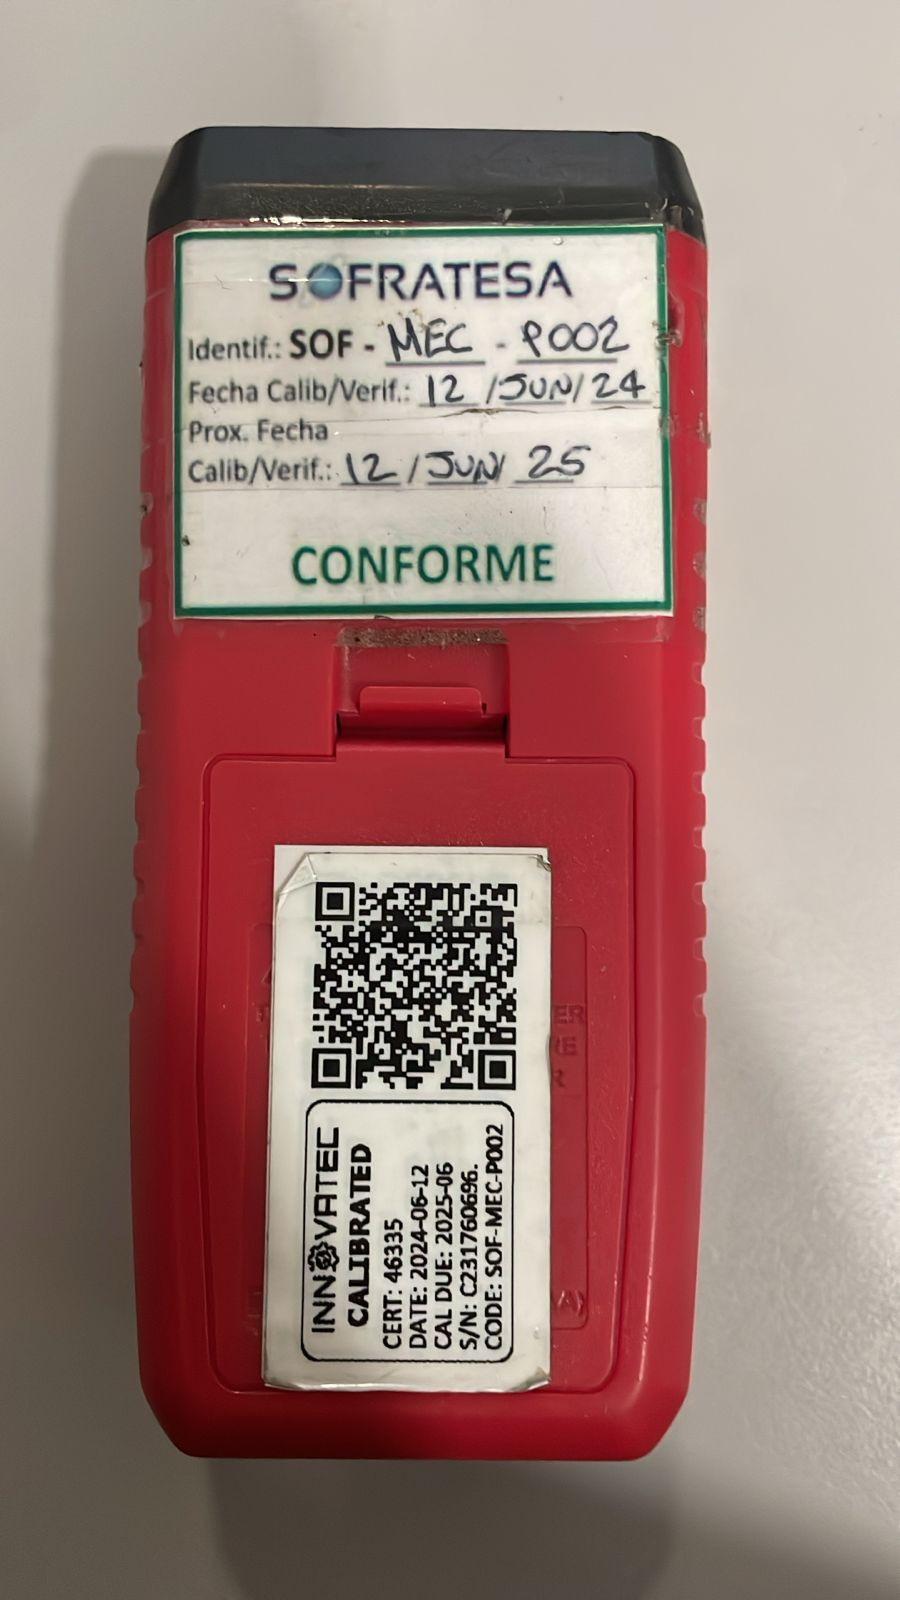 SOFRATESA
Identif.: SOF - MEC - P002
Fecha Calib/Verif.: 12 /JUN/ 24
Prox. Fecha
Calib/Verif.: 12 / JUN/ 25
CONFORME
INNOVATEC
CALIBRATED
CERT: 46335
DATE: 2024-06-12
CAL DUE: 2025-06
S/N: C231760696.
CODE: SOF-MEC-P002